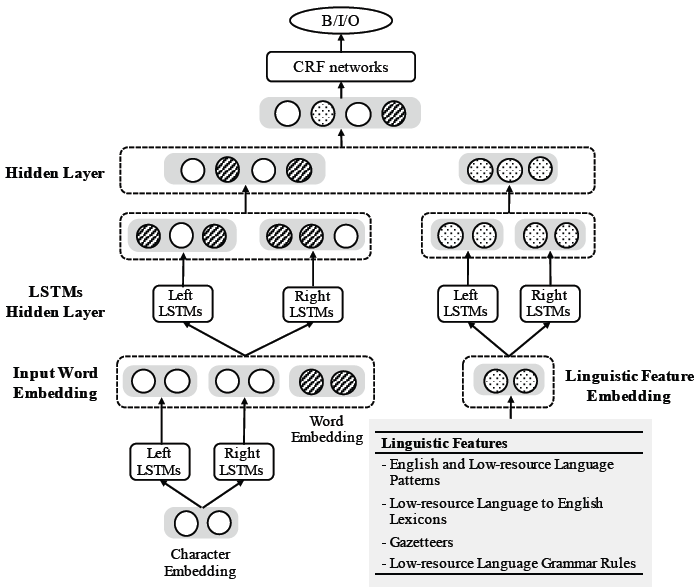 B/I/O
CRF networks
Hidden Layer
LSTMs
Hidden Layer
Left
LSTMs
Right
LSTMs
Left
LSTMs
Right
LSTMs
Input Word
Embedding
Linguistic Feature
Embedding
Word
Embedding
Left
LSTMs
Right
LSTMs
Character
Embedding
Linguistic Features
- English and Low-resource Language
Patterns
- Low-resource Language to English
Lexicons
- Gazetteers
- Low-resource Language Grammar Rules